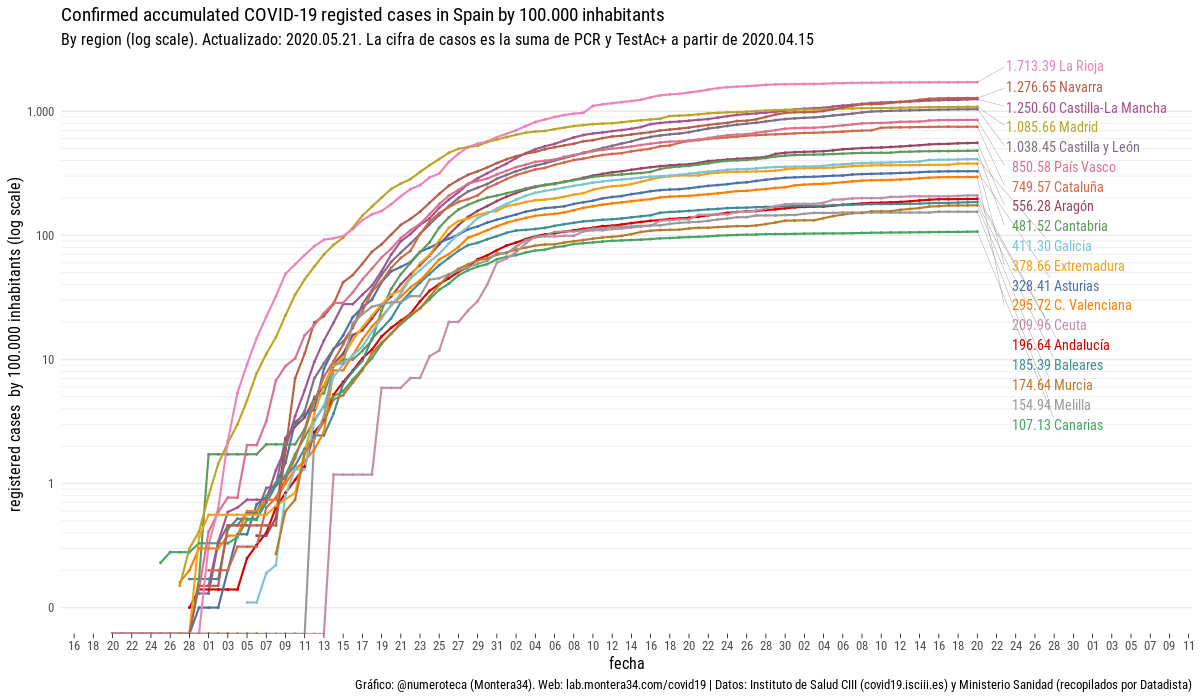 Confirmed accumulated COVID-19 registed cases in Spain by 100.000 inhabitants
By region (log scale). Actualizado: 2020.05.21. La cifra de casos es la suma de PCR y TestAc+ a partir de 2020.04.15
registered cases by 100.000 inhabitants (log scale)
1.000
100
10
1
0
1.713.39 La Rioja
1.276.65 Navarra
1.250.60 Castilla-La Mancha
1.085.66 Madrid
1.038.45 Castilla y León
850.58 País Vasco
749.57 Cataluña
556.28 Aragón
481.52 Cantabria
411.30 Galicia
378.66 Extremadura
328.41 Asturias
295.72 C. Valenciana
209.96 Ceuta
196.64 Andalucía
185.39 Baleares
174.64 Murcia
154.94 Melilla
107.13 Canarias
16 18 20 22 24 26 28 01 03 05 07 09 11 13 15 17 19 21 23 25 27 29 31 02 04 06 08 10 12 14 16 18 20 22 24 26 28 30 02 04 06 08 10 12 14 16 18 20 22 24 26 28 30 01 03 05 07 09 11
fecha
Gráfico: @numeroteca (Montera34). Web: lab.montera34.com/covid19 | Datos: Instituto de Salud CIII (covid19.isciii.es) y Ministerio Sanidad (recopilados por Datadista)